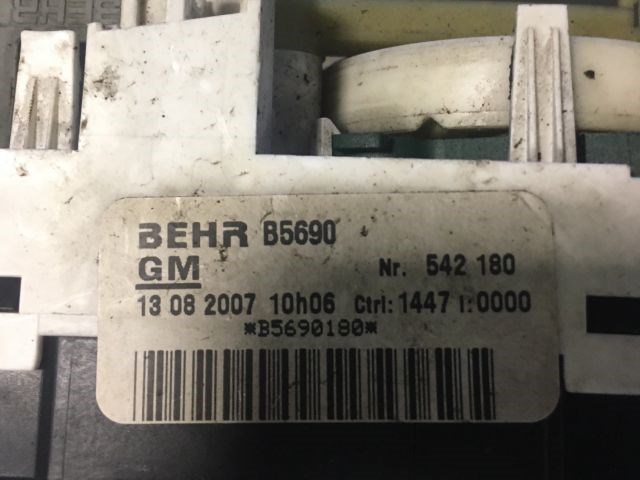 BEHR B5690
GM Nr. 542 180
13 08 2007 10h06 Ctrl: 1447 I: 0000
*B5690180*